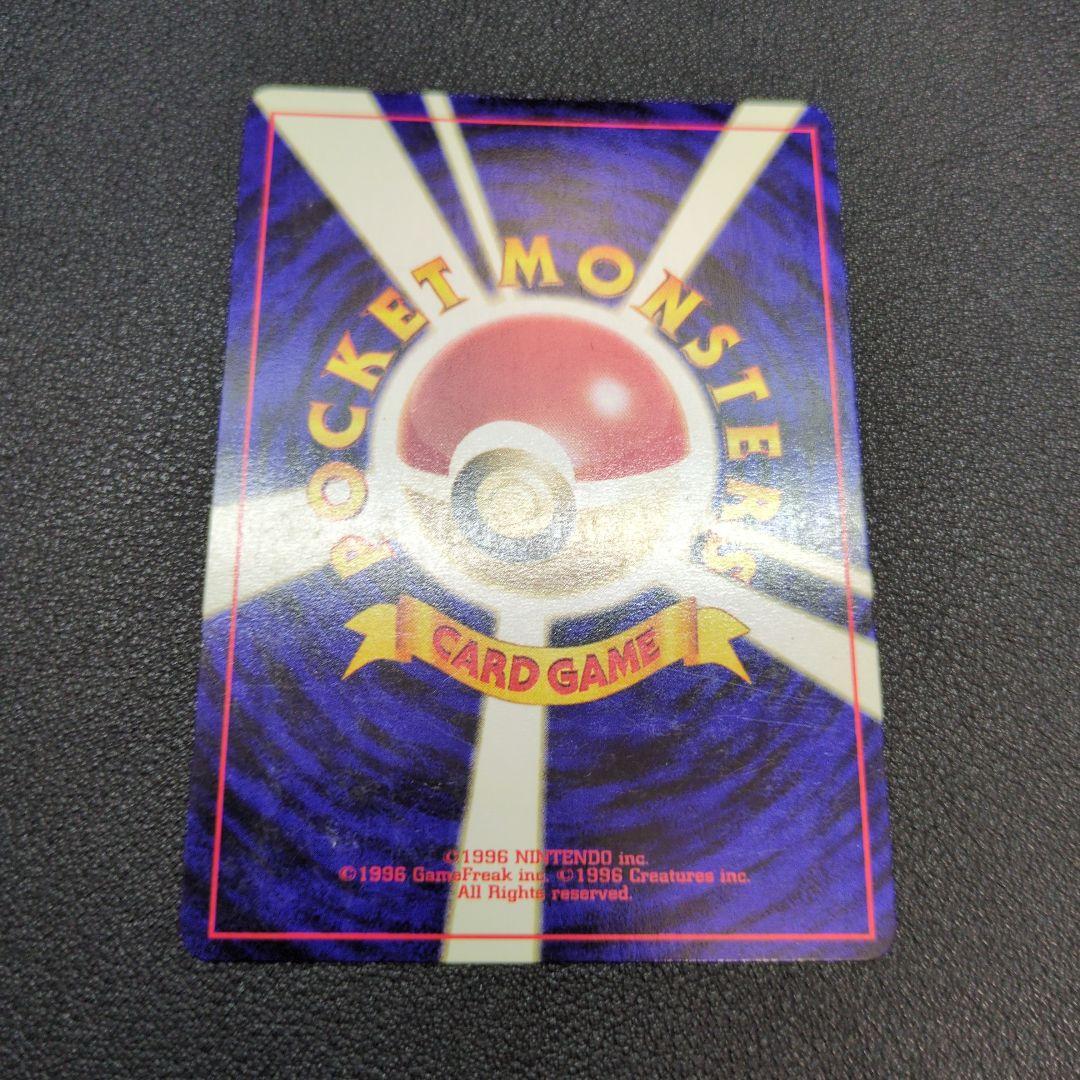 POCKET MONSTERS
CARD GAME
©1996 NINTENDO inc.
©1996 GameFreak inc. ©1996 Creatures inc.
All Rights reserved.